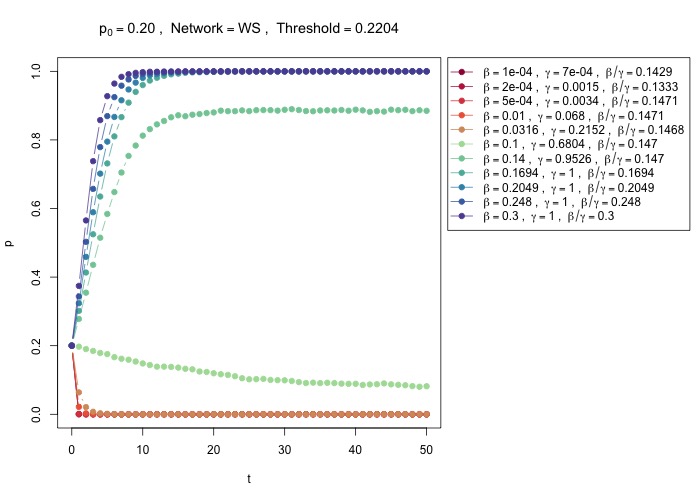 p0 = 0.20 , Network = WS , Threshold = 0.2204
β = 1e-04 , γ = 7e-04 , β/γ = 0.1429
β = 2e-04 , γ = 0.0015 , β/γ = 0.1333
β = 5e-04 , γ = 0.0034 , β/γ = 0.1471
β = 0.01 , γ = 0.068 , β/γ = 0.1471
β = 0.0316 , γ = 0.2152 , β/γ = 0.1468
β = 0.1 , γ = 0.6804 , β/γ = 0.147
β = 0.14 , γ = 0.9526 , β/γ = 0.147
β = 0.1694 , γ = 1 , β/γ = 0.1694
β = 0.2049 , γ = 1 , β/γ = 0.2049
β = 0.248 , γ = 1 , β/γ = 0.248
β = 0.3 , γ = 1 , β/γ = 0.3
1.0
0.8
0.6
0.4
0.2
0.0
p
0 10 20 30 40 50
t